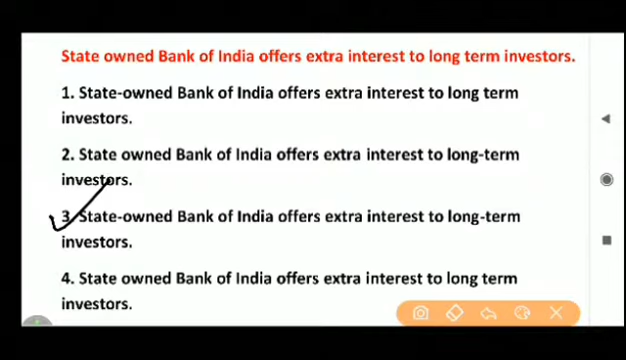 State owned Bank of India offers extra interest to long term investors.
1. State-owned Bank of India offers extra interest to long term
investors.
2. State owned Bank of India offers extra interest to long-term
investors.
3. State-owned Bank of India offers extra interest to long-term
investors.
4. State owned Bank of India offers extra interest to long term
investors.